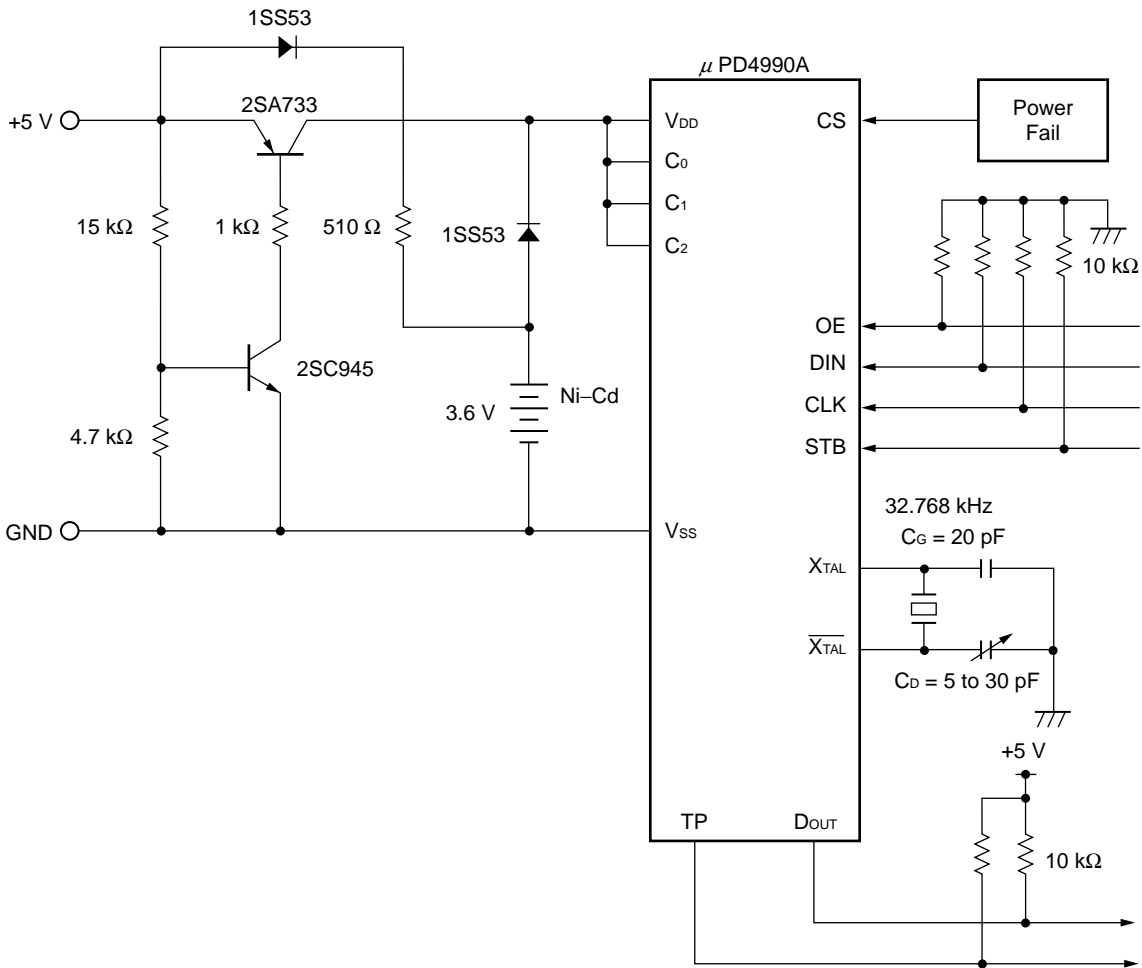 1SS53
μ PD4990A
+5 V
2SA733
VDD
CS
Power
Fail
C0
C1
C2
15 kΩ
1 kΩ
510 Ω
1SS53
10 kΩ
OE
DIN
CLK
STB
2SC945
Ni–Cd
3.6 V
4.7 kΩ
GND
VSS
32.768 kHz
CG = 20 pF
XTAL
XTAL
CD = 5 to 30 pF
+5 V
TP
DOUT
10 kΩ